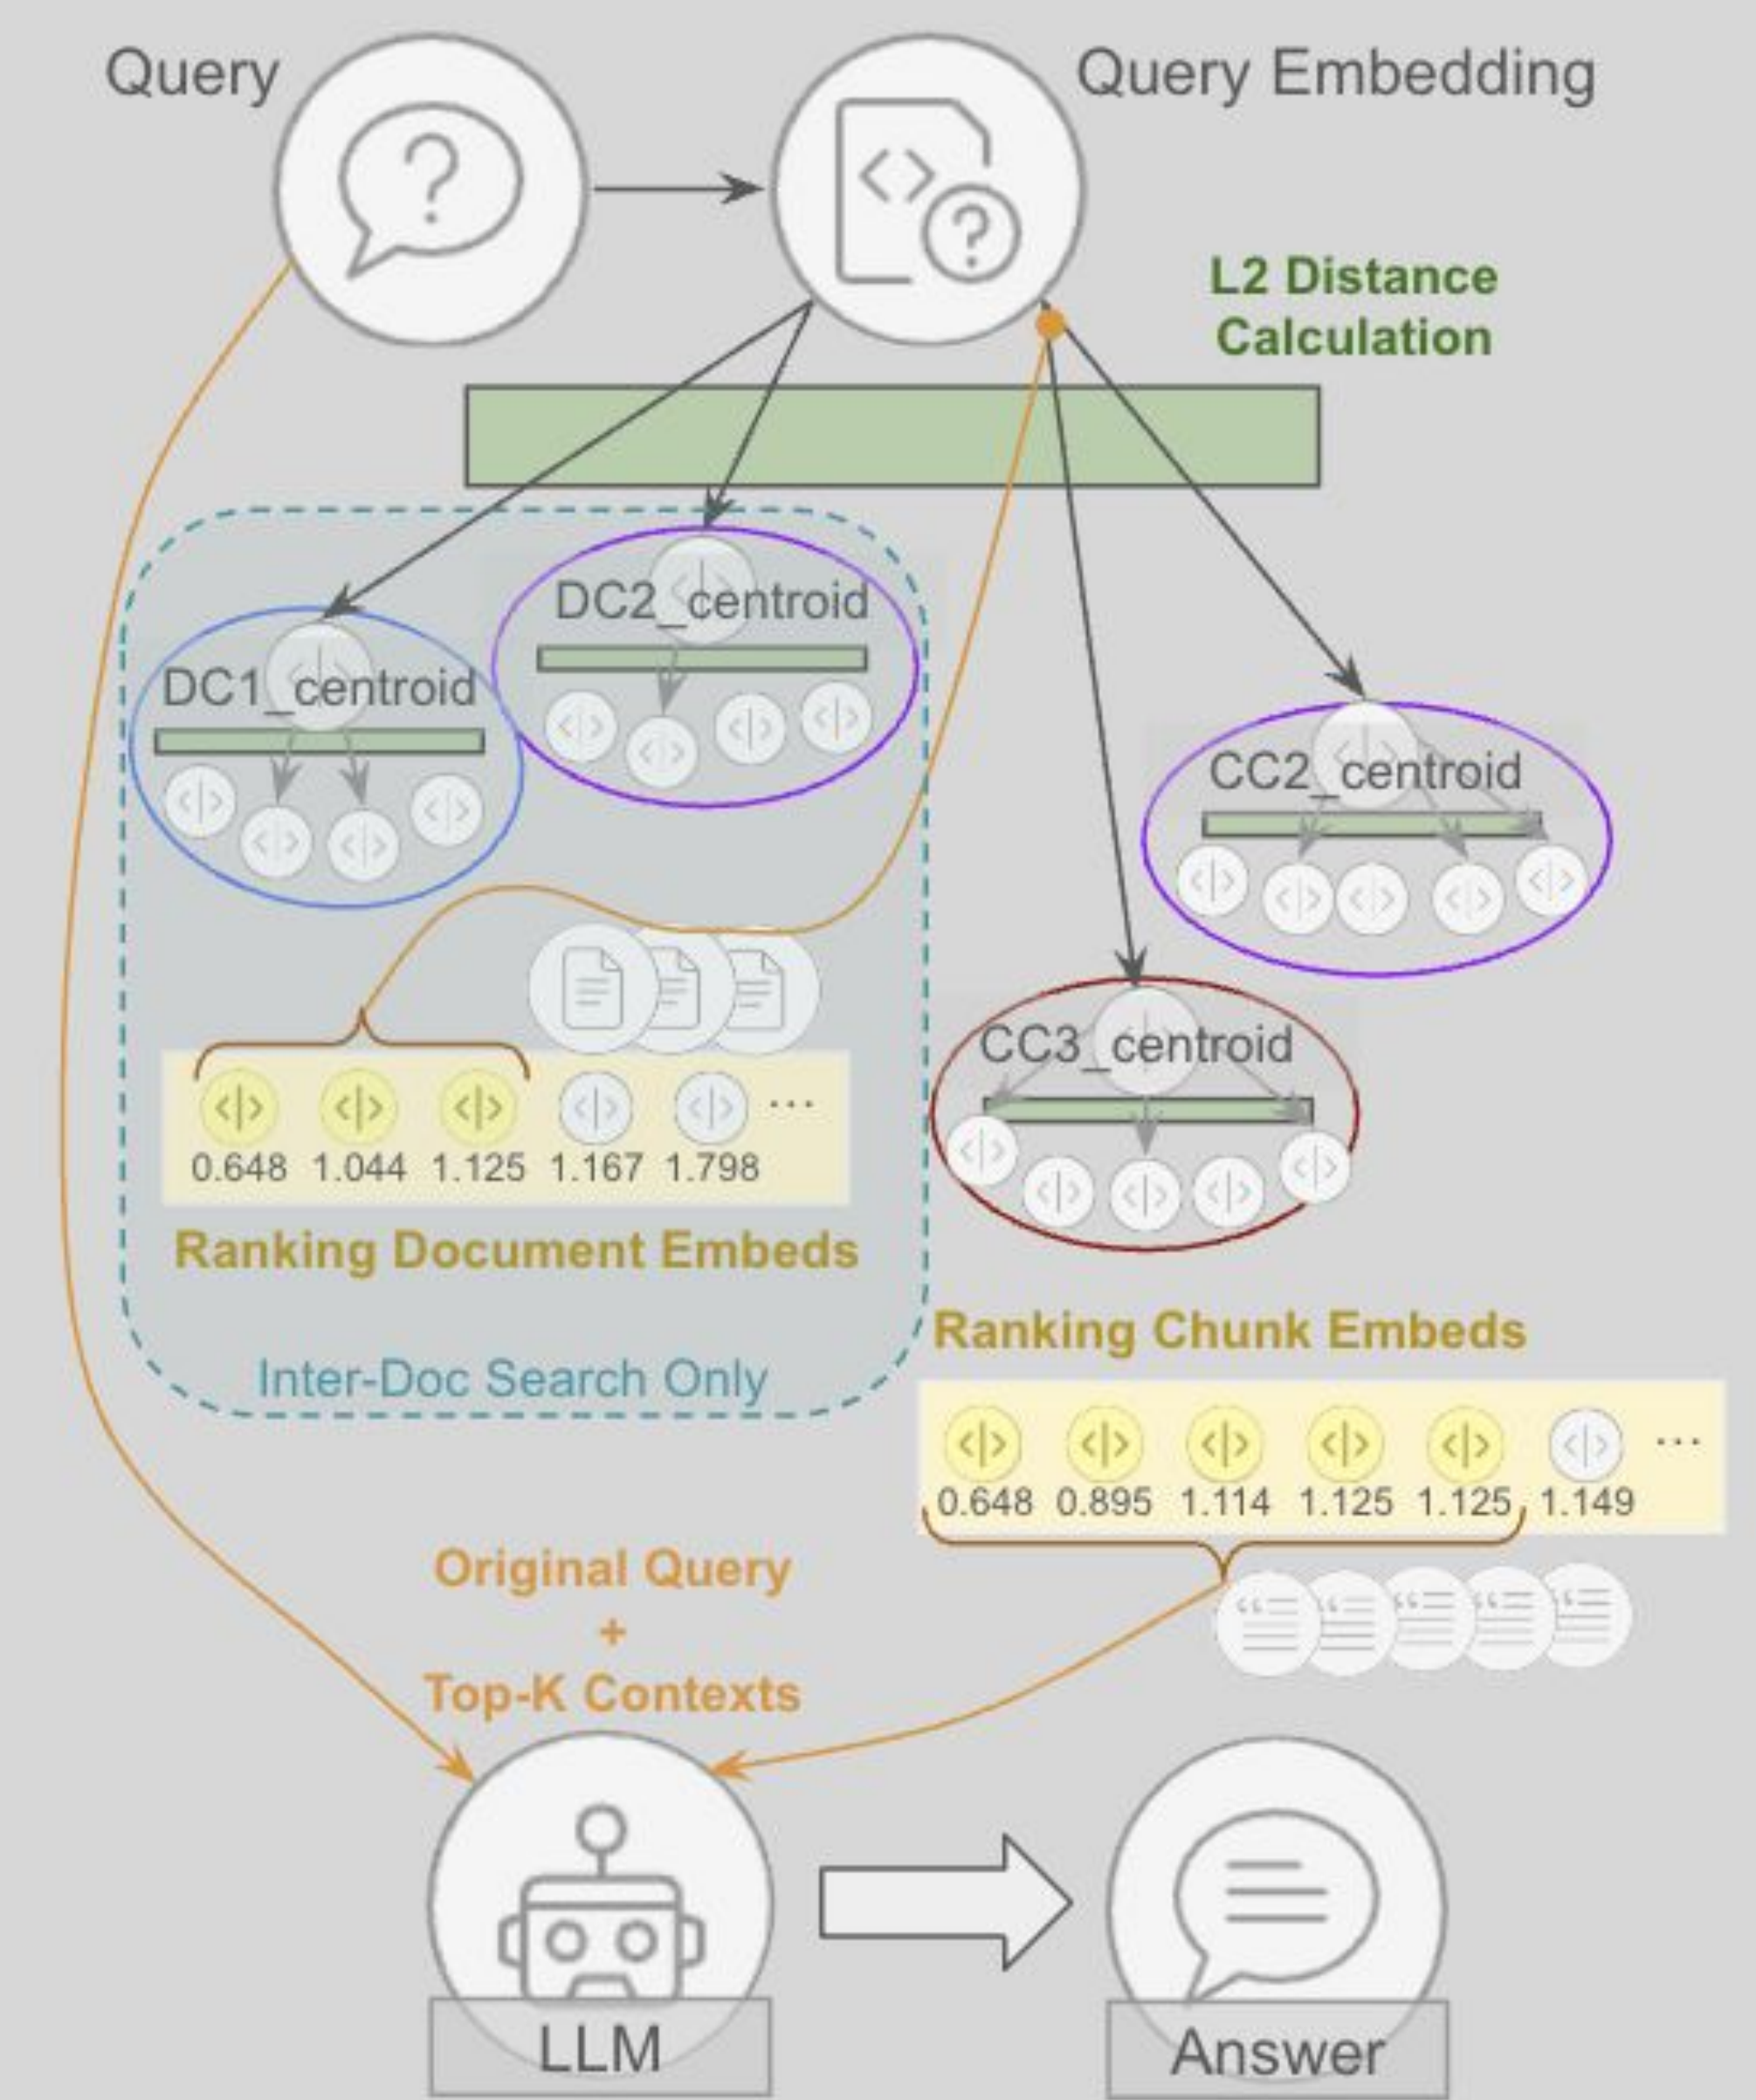 Query
Query Embedding
L2 Distance
Calculation
DC2_centroid
DC1_centroid
CC2_centroid
CC3_centroid
0.648 1.044 1.125 1.167 1.798 ...
Ranking Document Embeds
Inter-Doc Search Only
Ranking Chunk Embeds
...
0.648 0.895 1.114 1.125 1.125 1.149
Original Query
+
Top-K Contexts
LLM
Answer